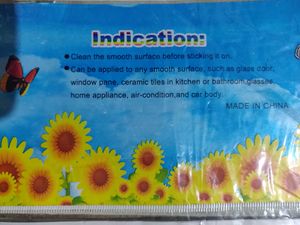 Indication:
● Clean the smooth surface before sticking it on.
● Can be applied to any smooth surface, such as glass door,
window pane, ceramic tiles in kitchen or bathroom,glasses
home appliance, air-condition,and car body.
MADE IN CHINA